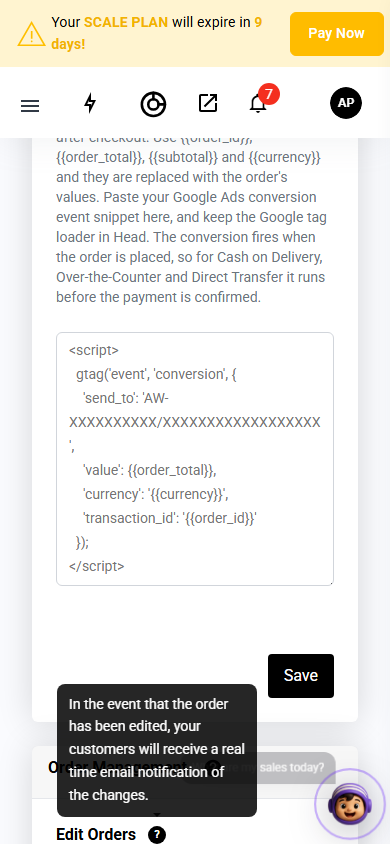 Your SCALE PLAN will expire in 9
days!
Pay Now
7
AP
after checkout. Use {{order_id}},
{{order_total}}, {{subtotal}} and {{currency}}
and they are replaced with the order's
values. Paste your Google Ads conversion
event snippet here, and keep the Google tag
loader in Head. The conversion fires when
the order is placed, so for Cash on Delivery,
Over-the-Counter and Direct Transfer it runs
before the payment is confirmed.
<script>
gtag('event', 'conversion', {
'send_to': 'AW-
XXXXXXXXXX/XXXXXXXXXXXXXXXXXX
',
'value': {{order_total}},
'currency': '{{currency}}',
'transaction_id': '{{order_id}}'
});
</script>
Save
In the event that the order
has been edited, your
customers will receive a real
time email notification of
the changes.
Order Management
me sales today?
Edit Orders ?